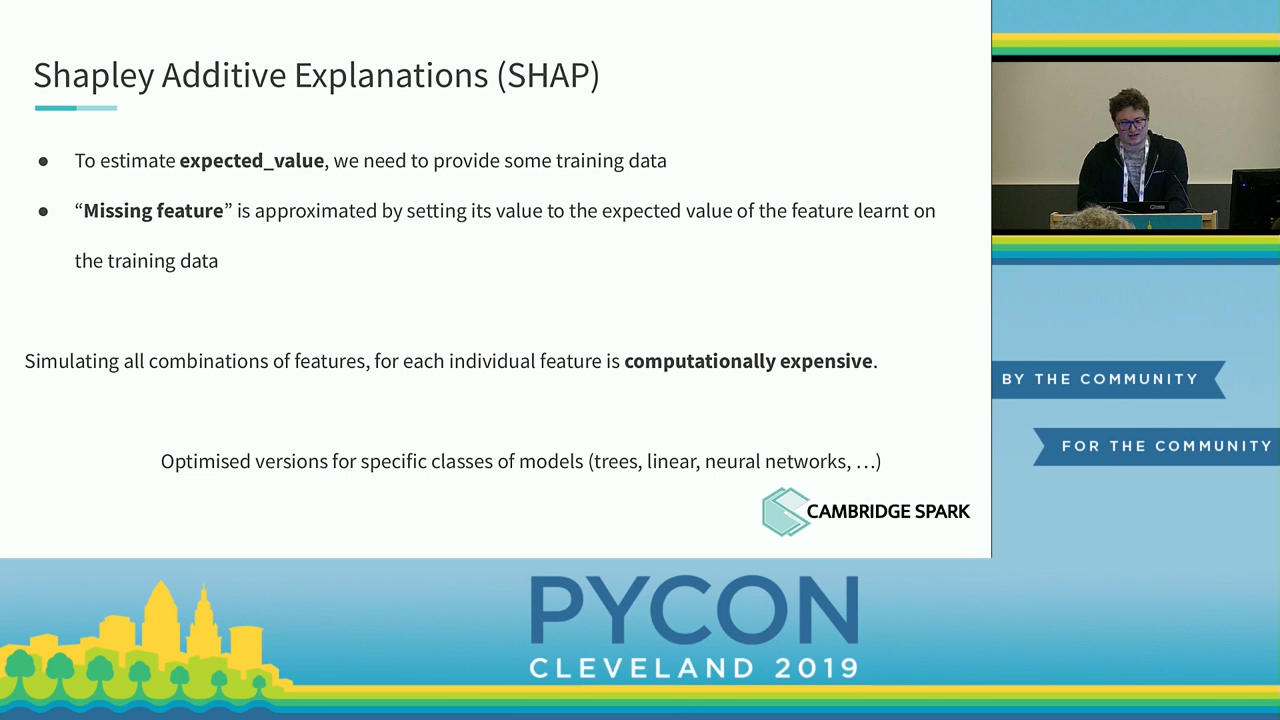 Shapley Additive Explanations (SHAP)
● To estimate expected_value, we need to provide some training data
● “Missing feature” is approximated by setting its value to the expected value of the feature learnt on
the training data
Simulating all combinations of features, for each individual feature is computationally expensive.
Optimised versions for specific classes of models (trees, linear, neural networks, …)
CAMBRIDGE SPARK
BY THE COMMUNITY
FOR THE COMMUNITY
PYCON
CLEVELAND 2019